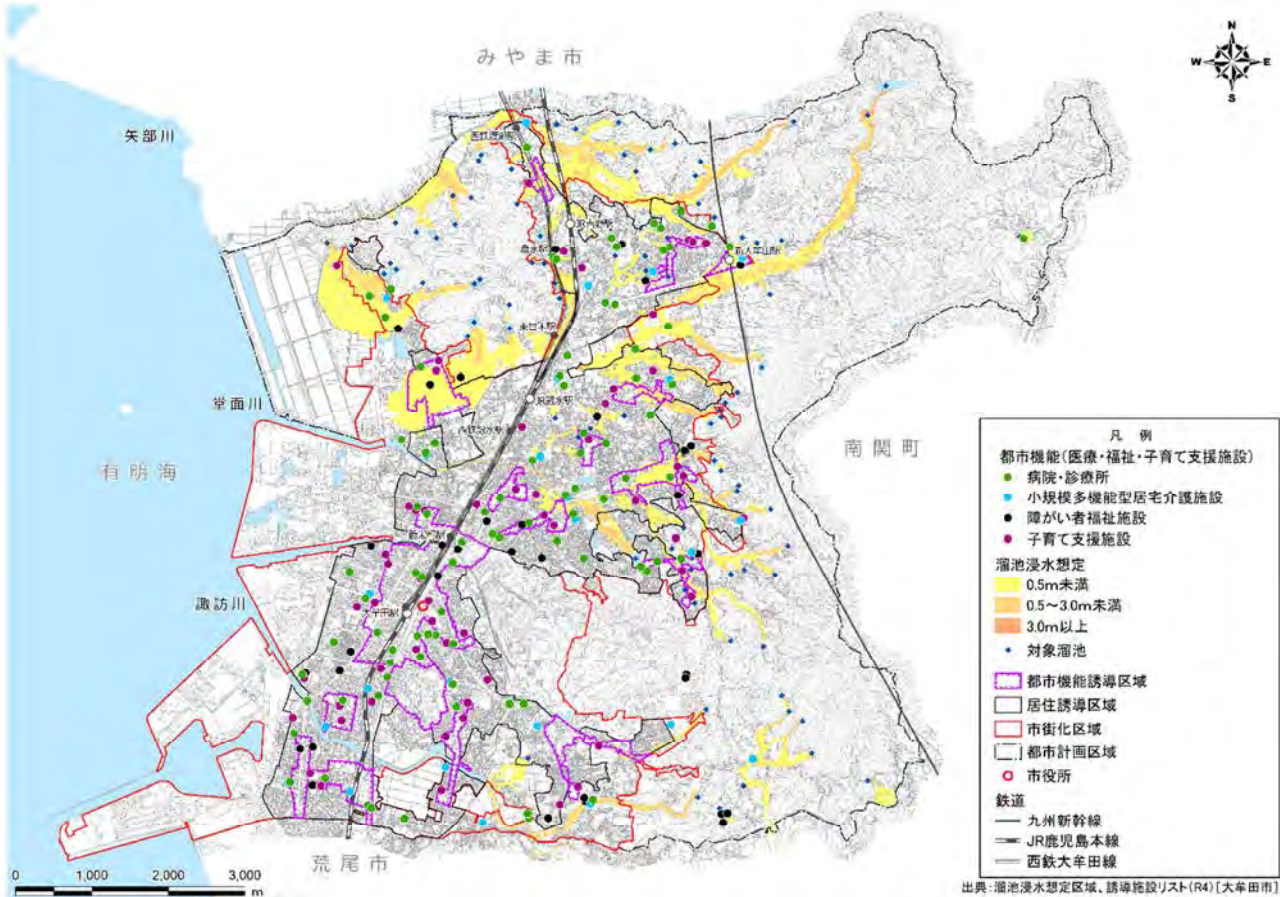 N
W E
S
みやま市
矢部川
堂面川
有明海
諏訪川
南関町
荒尾市
新大牟田駅
東甘木駅
大牟田駅
凡 例
都市機能(医療・福祉・子育て支援施設)
病院・診療所
小規模多機能型居宅介護施設
障がい者福祉施設
子育て支援施設
溜池浸水想定
0.5m未満
0.5~3.0m未満
3.0m以上
対象溜池
都市機能誘導区域
居住誘導区域
市街化区域
都市計画区域
市役所
鉄道
九州新幹線
JR鹿児島本線
西鉄大牟田線
0 1,000 2,000 3,000
m
出典:溜池浸水想定区域、誘導施設リスト(R4)[大牟田市]